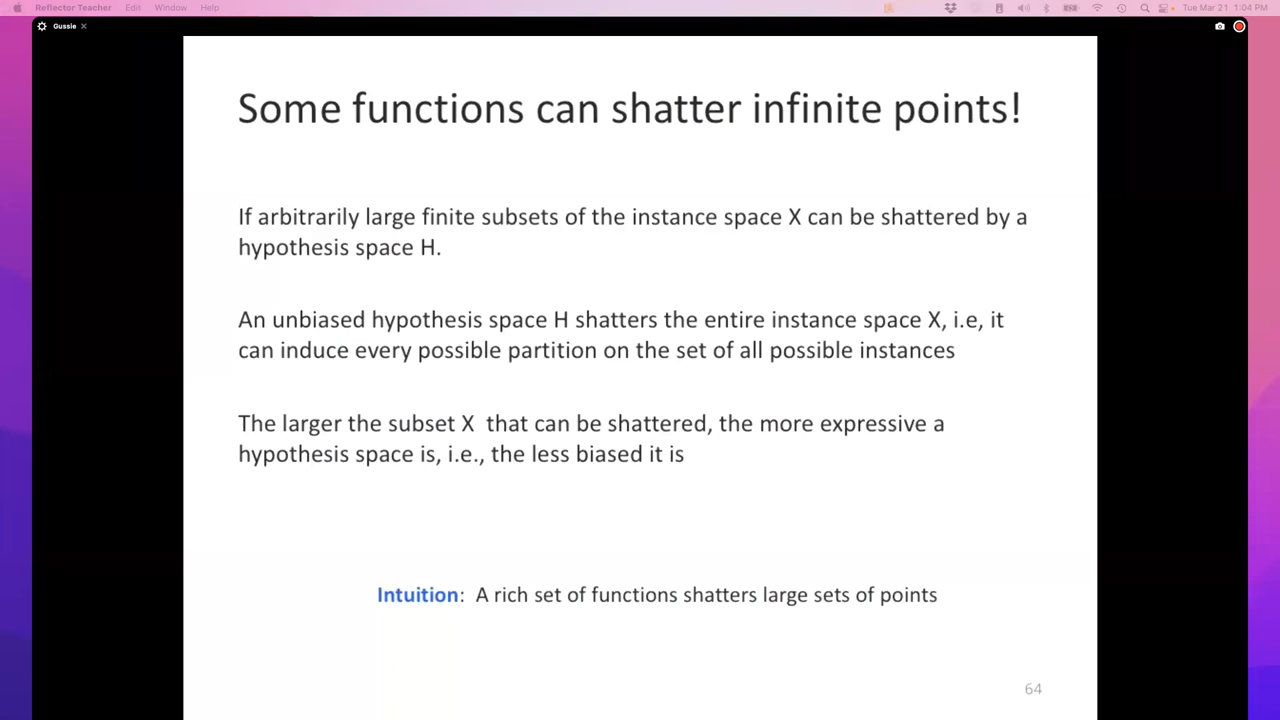 Reflector Teacher Edit Window Help Tue Mar 21 1:04 PM
Gussie
Some functions can shatter infinite points!
If arbitrarily large finite subsets of the instance space X can be shattered by a
hypothesis space H.
An unbiased hypothesis space H shatters the entire instance space X, i.e, it
can induce every possible partition on the set of all possible instances
The larger the subset X that can be shattered, the more expressive a
hypothesis space is, i.e., the less biased it is
Intuition: A rich set of functions shatters large sets of points
64